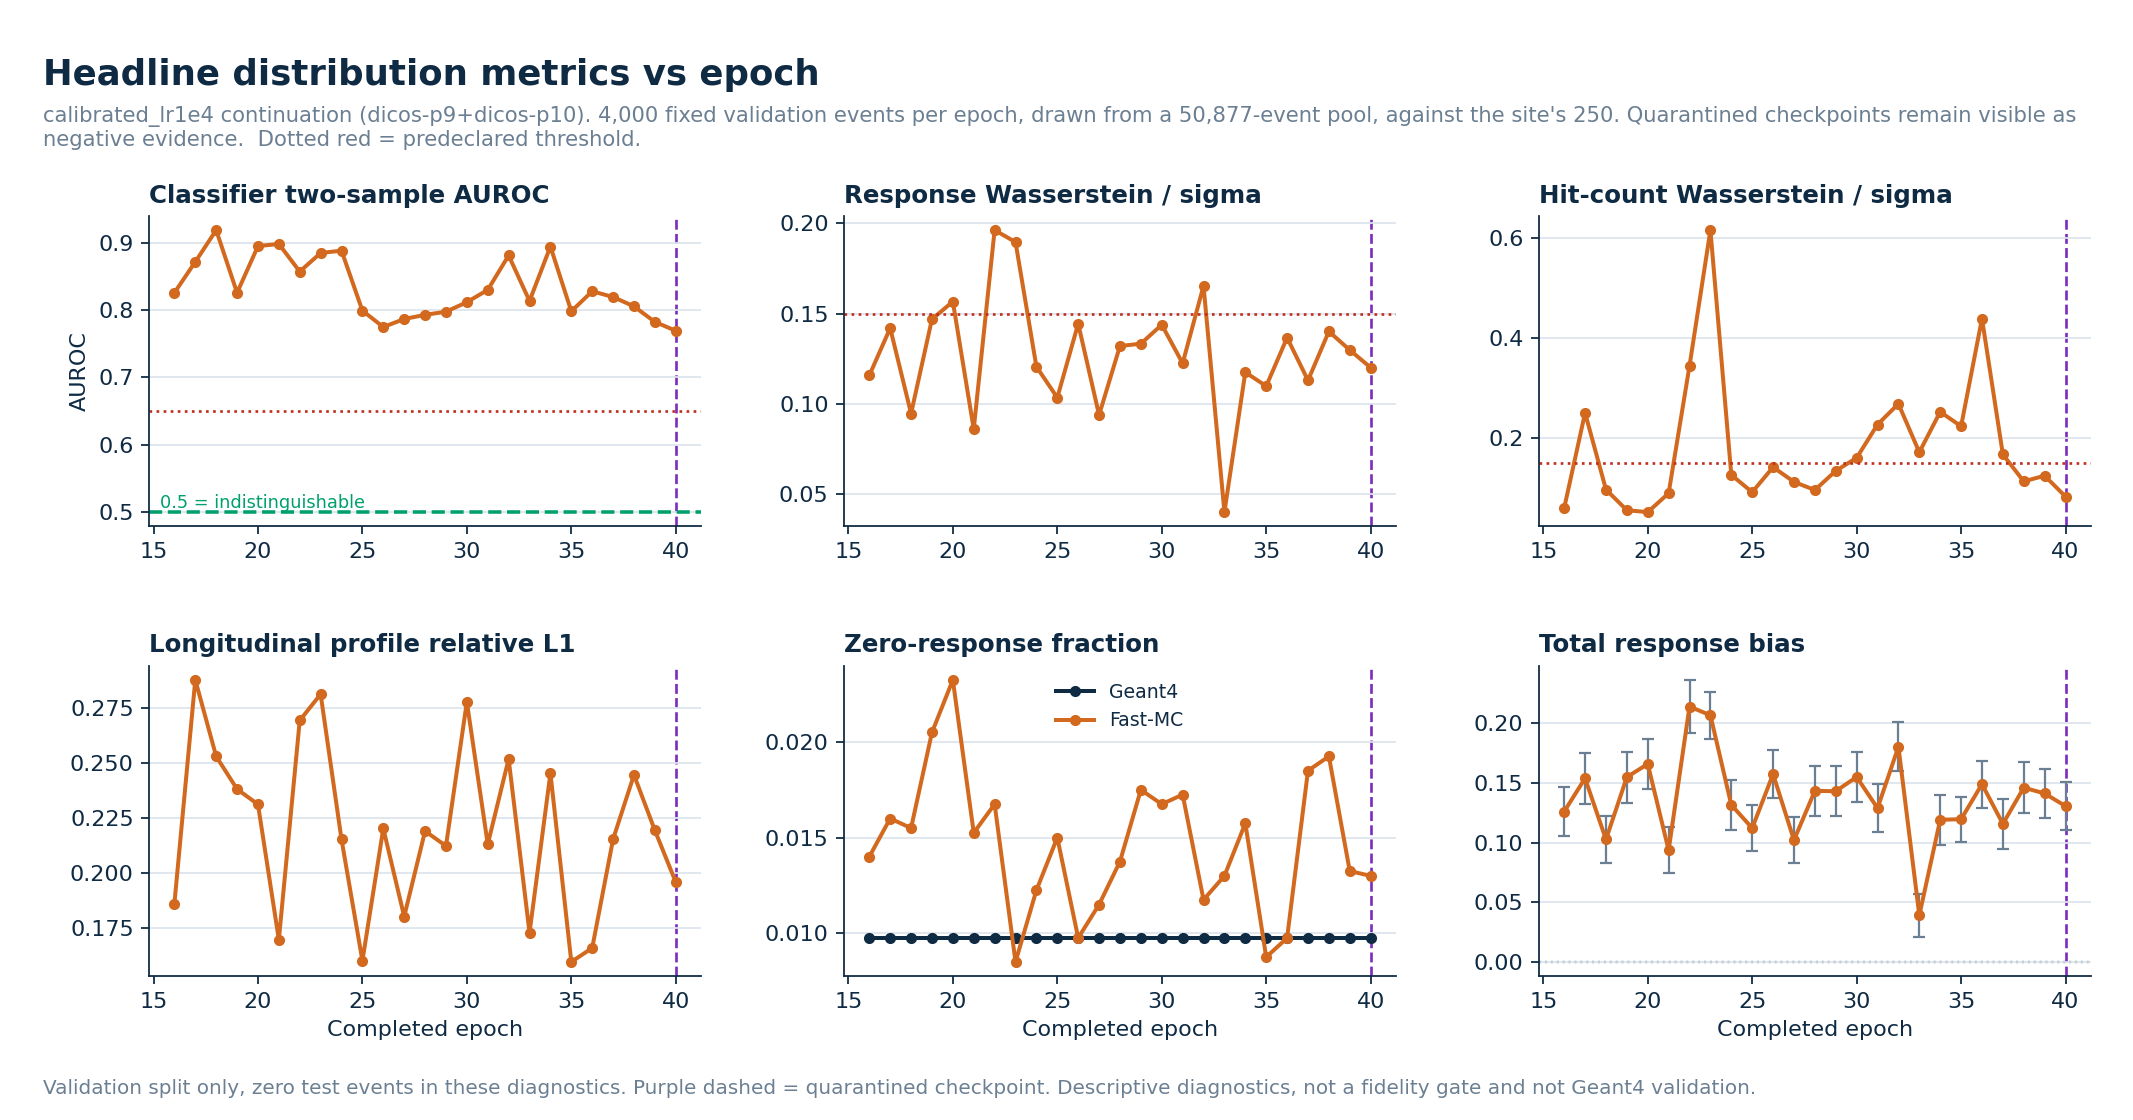 Headline distribution metrics vs epoch
calibrated_lr1e4 continuation (dicos-p9+dicos-p10). 4,000 fixed validation events per epoch, drawn from a 50,877-event pool, against the site's 250. Quarantined checkpoints remain visible as
negative evidence.  Dotted red = predeclared threshold.
Classifier two-sample AUROC
AUROC
0.9
0.8
0.7
0.6
0.5
0.5 = indistinguishable
15 20 25 30 35 40
Response Wasserstein / sigma
0.20
0.15
0.10
0.05
15 20 25 30 35 40
Hit-count Wasserstein / sigma
0.6
0.4
0.2
15 20 25 30 35 40
Longitudinal profile relative L1
0.275
0.250
0.225
0.200
0.175
15 20 25 30 35 40
Completed epoch
Zero-response fraction
Geant4
Fast-MC
0.020
0.015
0.010
15 20 25 30 35 40
Completed epoch
Total response bias
0.20
0.15
0.10
0.05
0.00
15 20 25 30 35 40
Completed epoch
Validation split only, zero test events in these diagnostics. Purple dashed = quarantined checkpoint. Descriptive diagnostics, not a fidelity gate and not Geant4 validation.